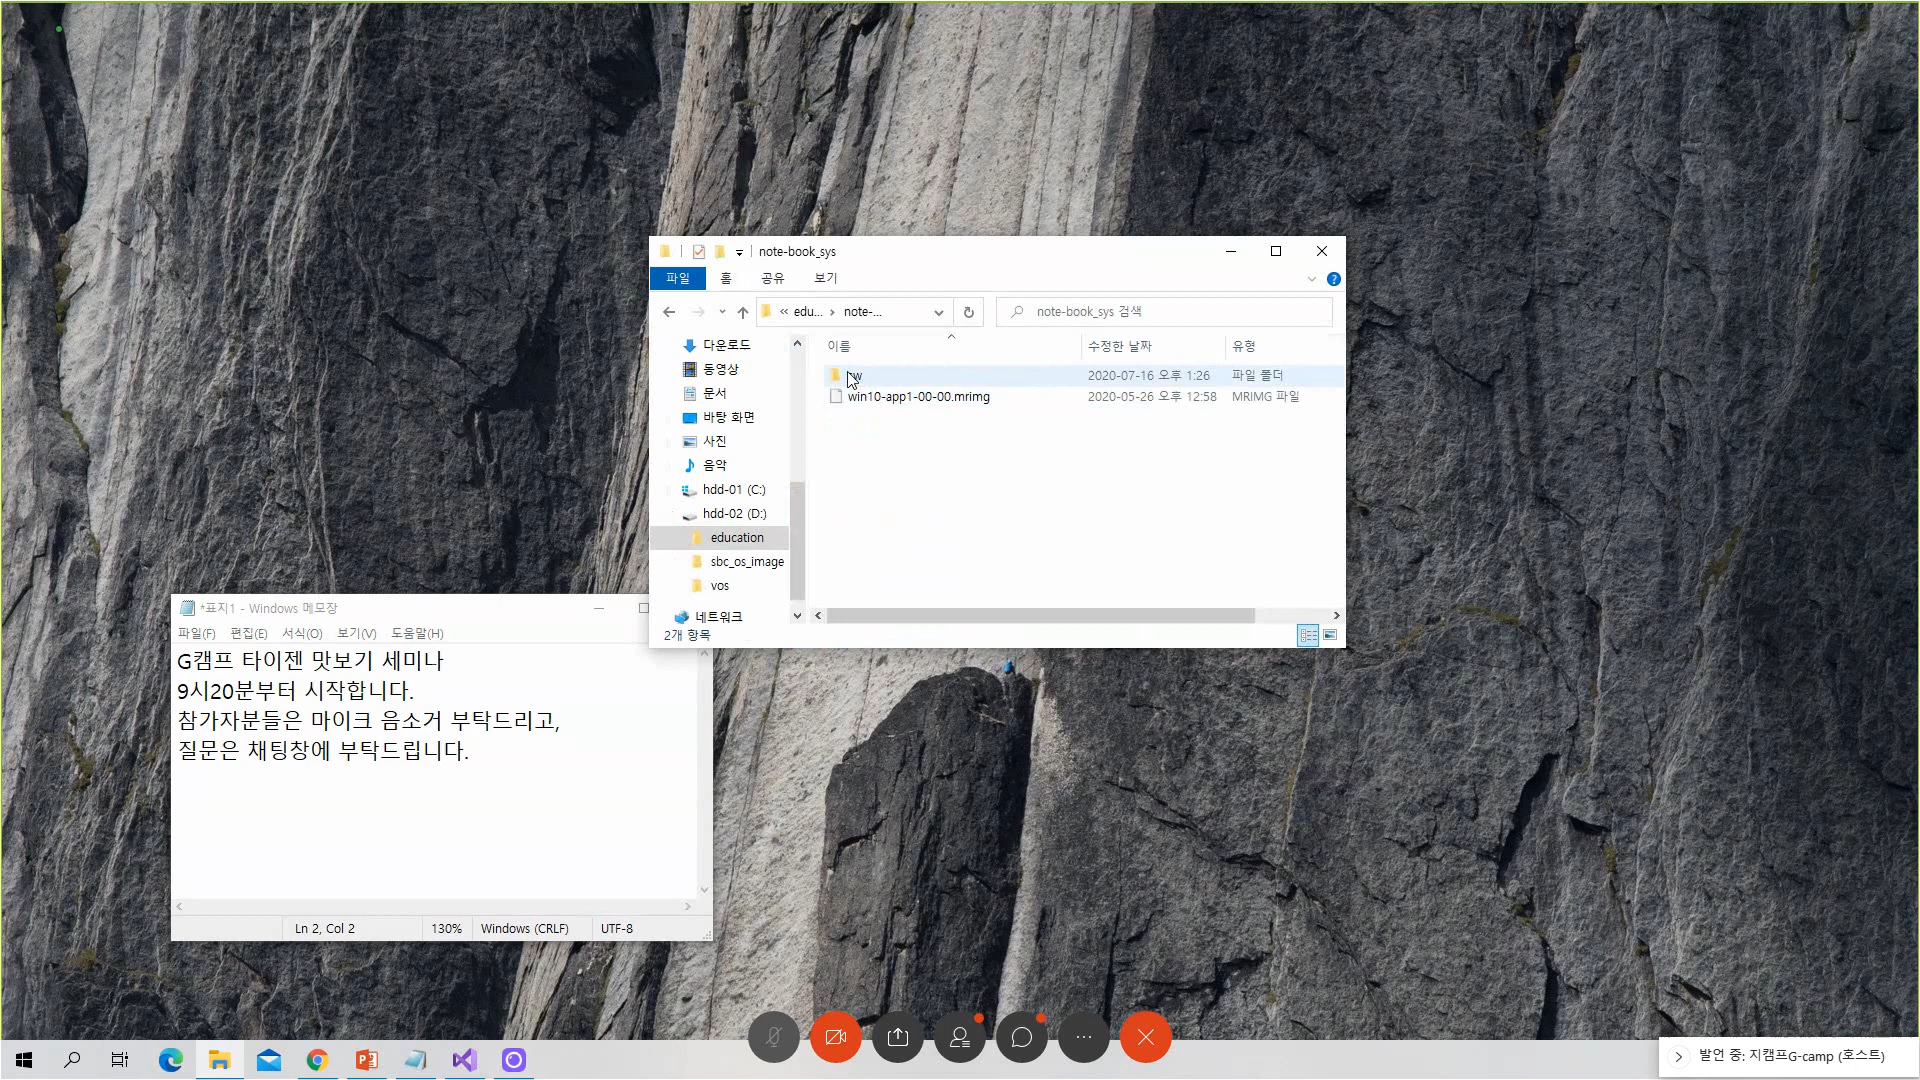 note-book_sys
파일 홈 공유 보기
« edu... › note-...
note-book_sys 검색
다운로드
동영상
문서
바탕 화면
사진
음악
hdd-01 (C:)
hdd-02 (D:)
education
sbc_os_image
vos
네트워크
이름 수정한 날짜 유형
2020-07-16 오후 1:26 파일 폴더
win10-app1-00-00.mrimg 2020-05-26 오후 12:58 MRIMG 파일
2개 항목
*표지1 - Windows 메모장
파일(F) 편집(E) 서식(O) 보기(V) 도움말(H)
G캠프 타이젠 맛보기 세미나
9시20분부터 시작합니다.
참가자분들은 마이크 음소거 부탁드리고,
질문은 채팅창에 부탁드립니다.
Ln 2, Col 2 130% Windows (CRLF) UTF-8
발언 중: 지캠프G-camp (호스트)